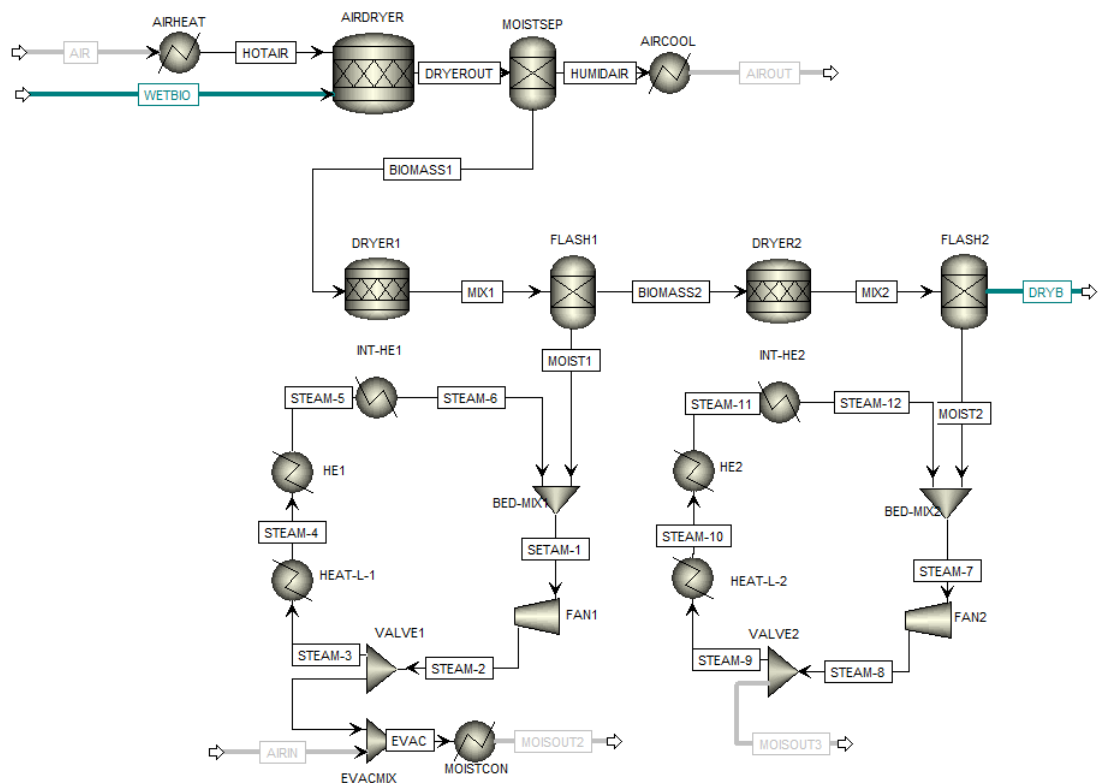 AIRHEAT
AIRDRYER
MOISTSEP
AIRCOOL
AIR
HOTAIR
DRYEROUT
HUMIDAIR
AIROUT
WETBIO
BIOMASS1
DRYER1
FLASH1
DRYER2
FLASH2
MIX1
BIOMASS2
MIX2
DRYB
INT-HE1
MOIST1
INT-HE2
STEAM-5
STEAM-6
STEAM-11
STEAM-12
MOIST2
HE1
HE2
BED-MIX1
BED-MIX2
STEAM-4
SETAM-1
STEAM-10
STEAM-7
HEAT-L-1
HEAT-L-2
FAN1
FAN2
VALVE1
VALVE2
STEAM-3
STEAM-2
STEAM-9
STEAM-8
AIRIN
EVAC
MOISOUT2
MOISOUT3
EVACMIX
MOISTCON